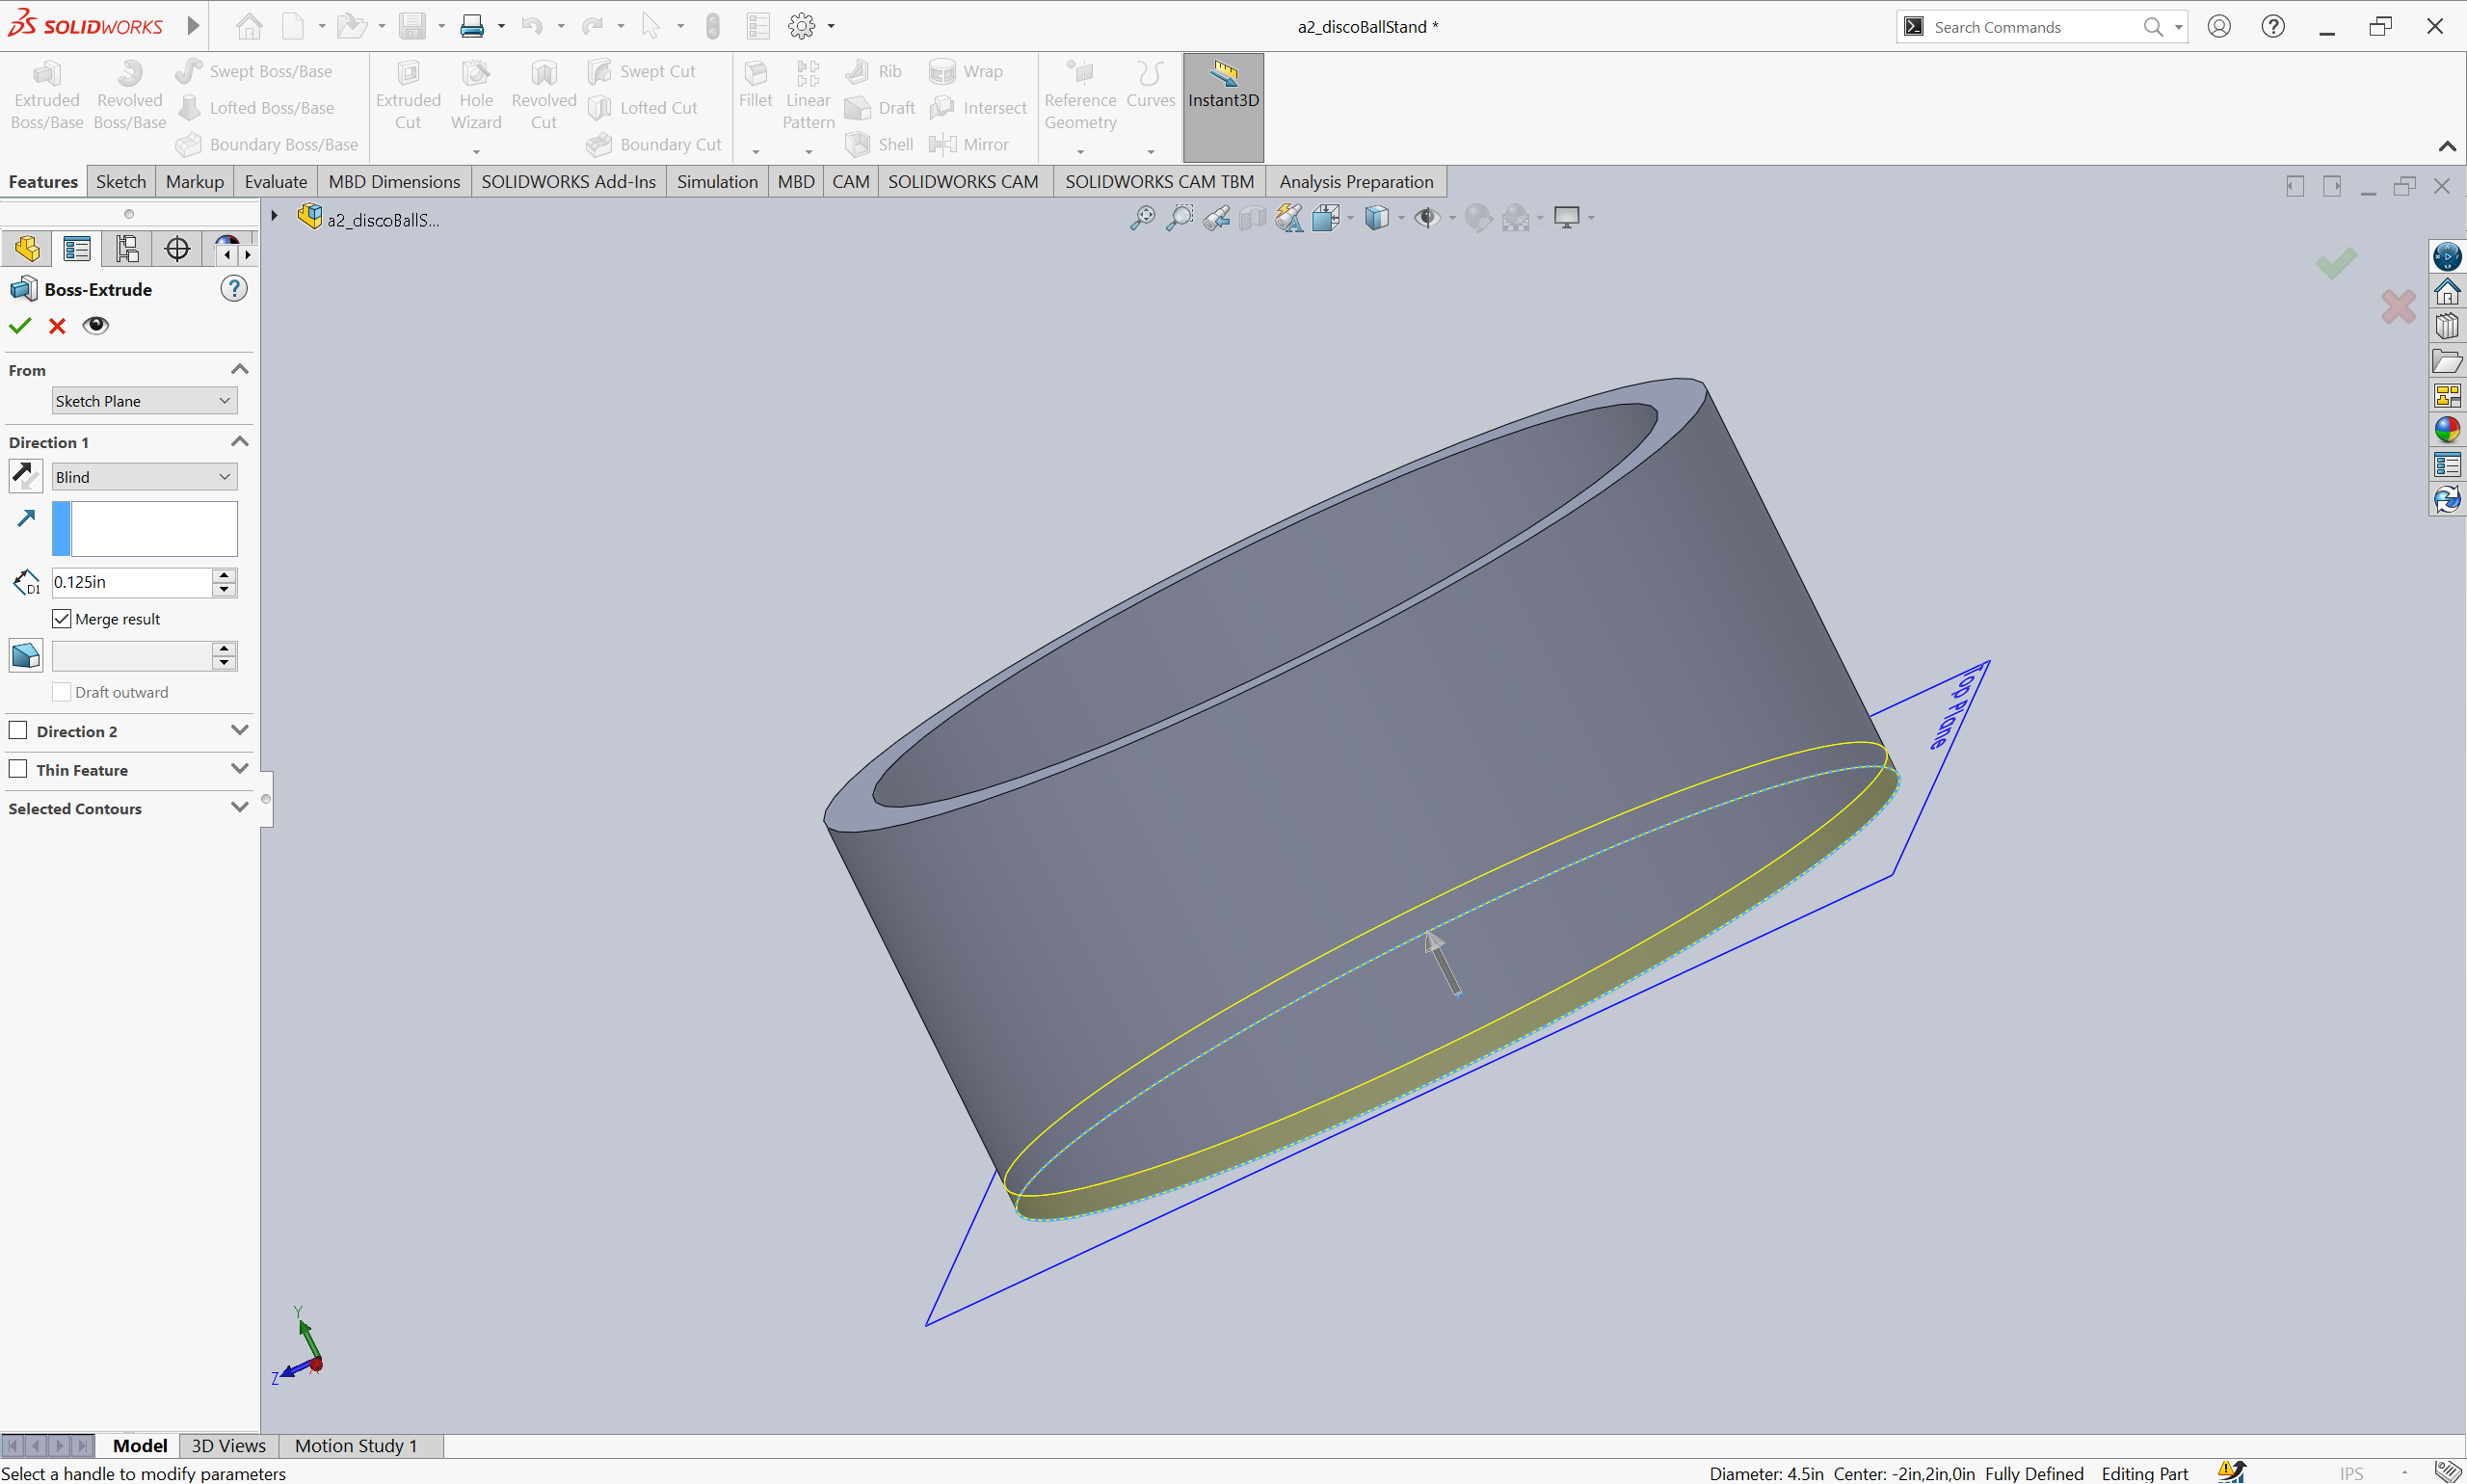 SOLIDWORKS
a2_discoBallStand *
Search Commands
Extruded Boss/Base
Revolved Boss/Base
Swept Boss/Base
Lofted Boss/Base
Boundary Boss/Base
Extruded Cut
Hole Wizard
Revolved Cut
Swept Cut
Lofted Cut
Boundary Cut
Fillet
Linear Pattern
Rib
Draft
Shell
Wrap
Intersect
Mirror
Reference Geometry
Curves
Instant3D
Features
Sketch
Markup
Evaluate
MBD Dimensions
SOLIDWORKS Add-Ins
Simulation
MBD
CAM
SOLIDWORKS CAM
SOLIDWORKS CAM TBM
Analysis Preparation
a2_discoBallS...
Boss-Extrude
From
Sketch Plane
Direction 1
Blind
D1
0.125in
Merge result
Draft outward
Direction 2
Thin Feature
Selected Contours
Top Plane
Y
Z
Model
3D Views
Motion Study 1
Select a handle to modify parameters
Diameter: 4.5in Center: -2in,2in,0in
Fully Defined
Editing Part
IPS